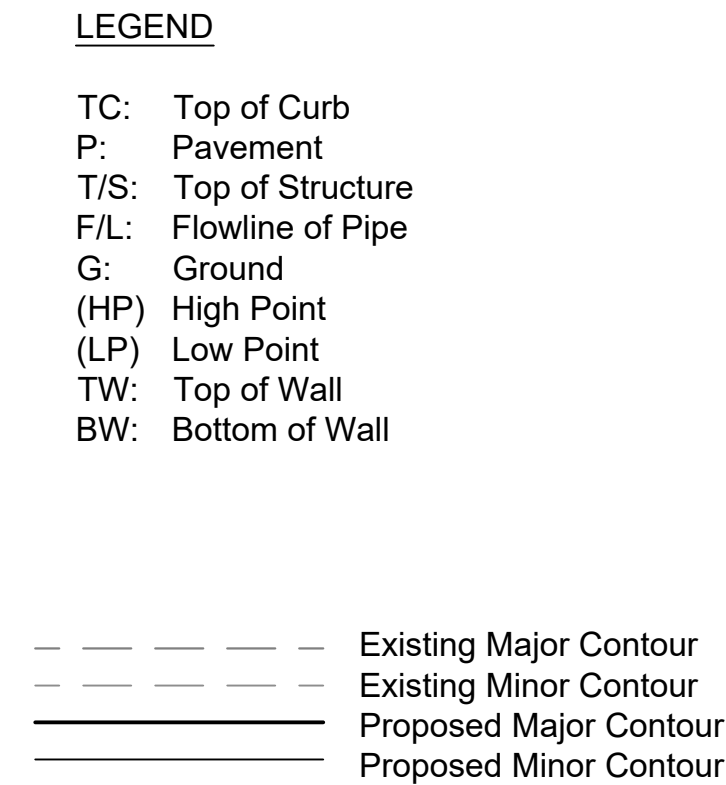 LEGEND
TC: Top of Curb
P: Pavement
T/S: Top of Structure
F/L: Flowline of Pipe
G: Ground
(HP) High Point
(LP) Low Point
TW: Top of Wall
BW: Bottom of Wall
Existing Major Contour
Existing Minor Contour
Proposed Major Contour
Proposed Minor Contour